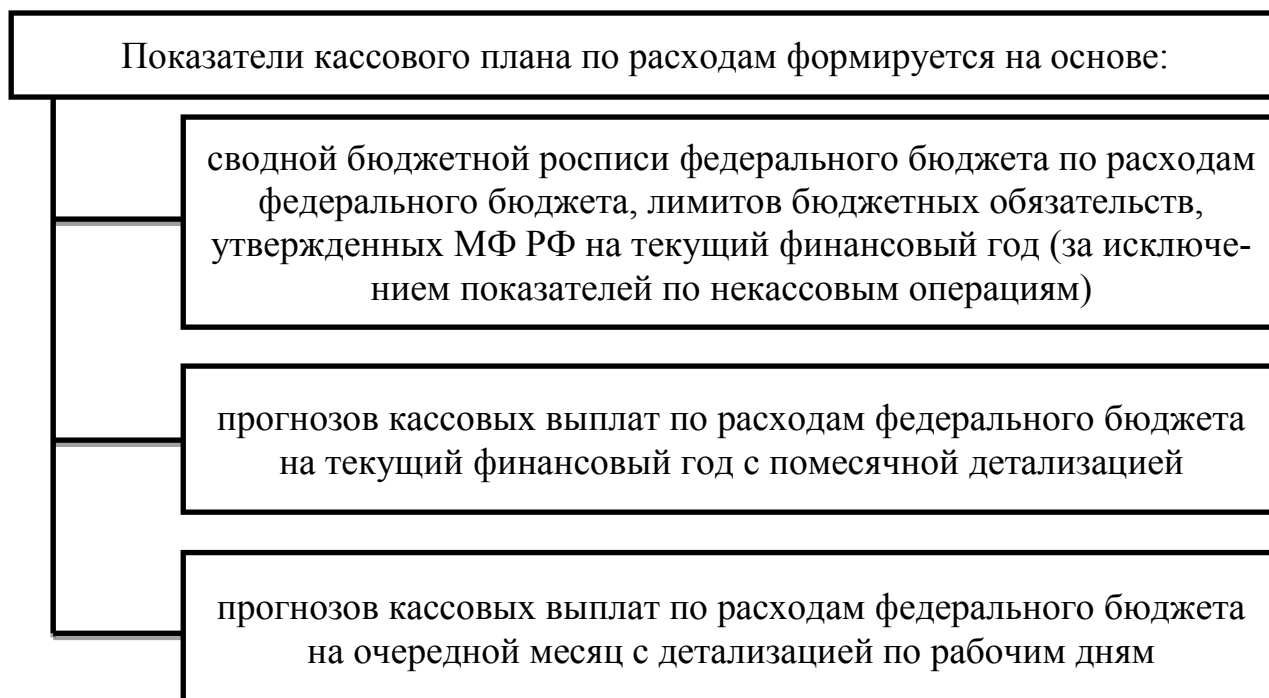 Показатели кассового плана по расходам формируется на основе:
сводной бюджетной росписи федерального бюджета по расходам
федерального бюджета, лимитов бюджетных обязательств,
утвержденных МФ РФ на текущий финансовый год (за исключе-
нием показателей по некассовым операциям)
прогнозов кассовых выплат по расходам федерального бюджета
на текущий финансовый год с помесячной детализацией
прогнозов кассовых выплат по расходам федерального бюджета
на очередной месяц с детализацией по рабочим дням